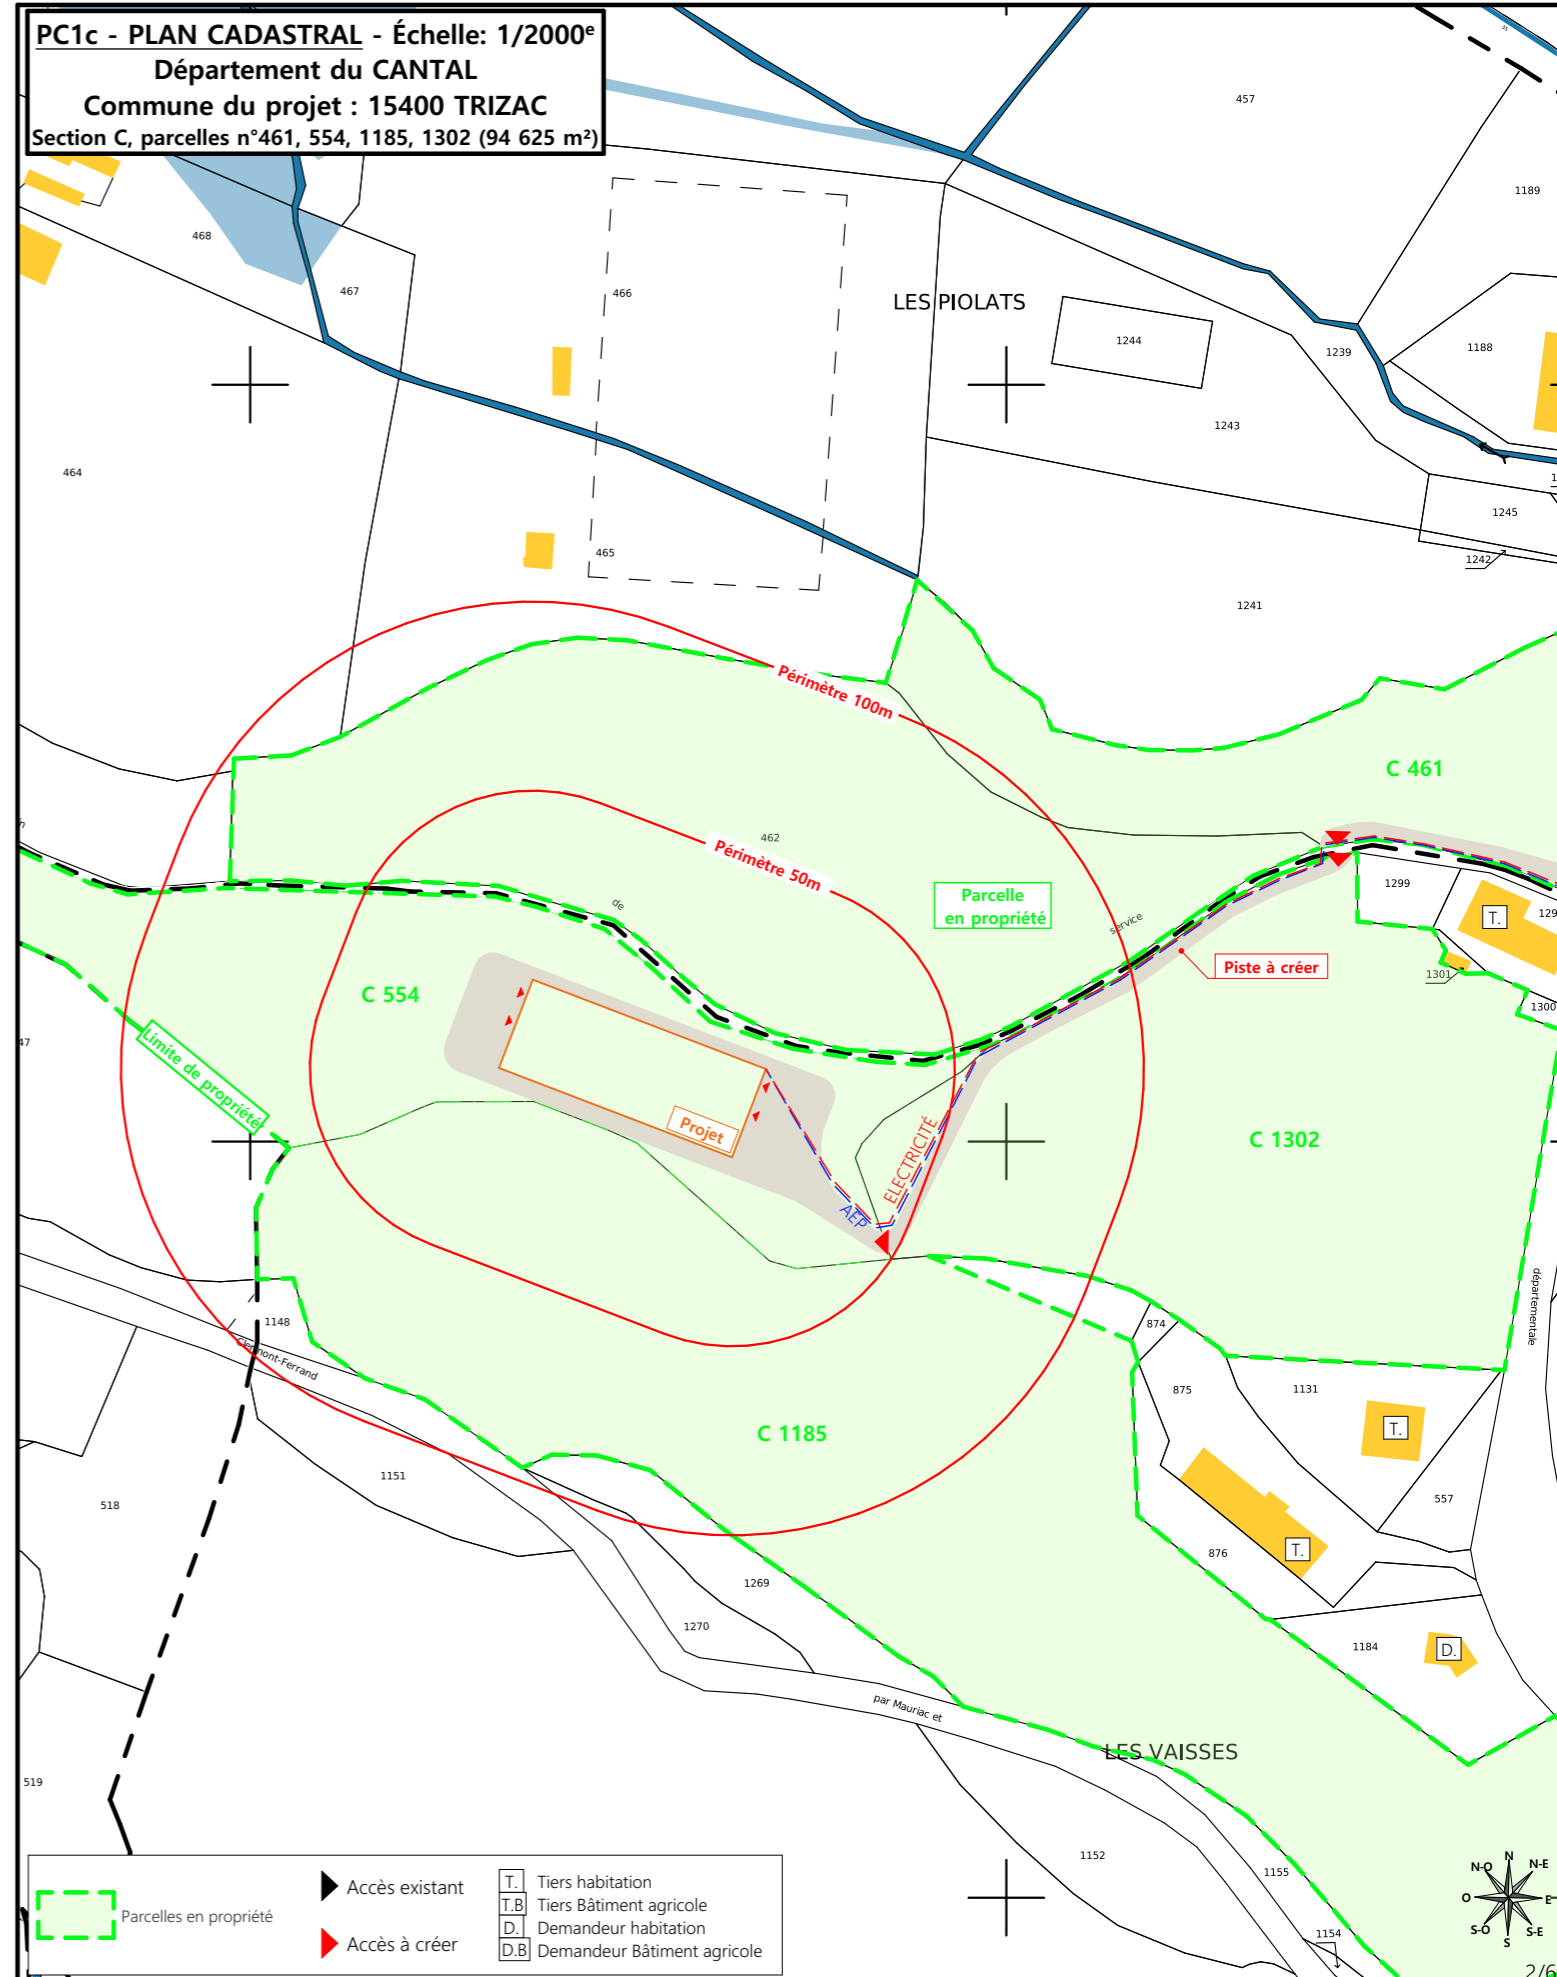 PC1c - PLAN CADASTRAL - Échelle: 1/2000ᵉ
Département du CANTAL
Commune du projet : 15400 TRIZAC
Section C, parcelles n°461, 554, 1185, 1302 (94 625 m²)
35
457
1189
468
467
466
LES PIOLATS
1244
1239
1188
1243
464
465
1245
1242
1241
Périmètre 100m
C 461
462
Périmètre 50m
Parcelle
en propriété
1299
T.
129
de
service
Piste à créer
1301
1300
C 554
47
Limite de propriété
Projet
ELECTRICITÉ
AEP
C 1302
départementale
1148
Clermont-Ferrand
874
875
1131
T.
C 1185
1151
518
557
T.
876
1269
1270
1184
D.
par Mauriac et
LES VAISSES
519
1152
1155
1154
Parcelles en propriété
Accès existant
Accès à créer
T. Tiers habitation
T.B Tiers Bâtiment agricole
D. Demandeur habitation
D.B Demandeur Bâtiment agricole
N
N-O
N-E
O
E
S-O
S-E
S
2/6